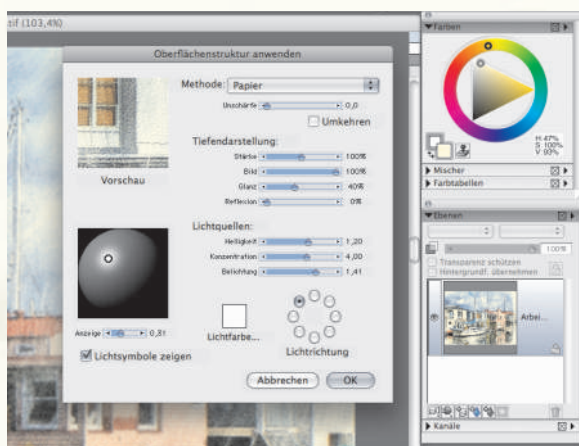 tif (103,4%)
Oberflächenstruktur anwenden
Methode: Papier
Unschärfe 0,0
Umkehren
Tiefendarstellung:
Stärke 100%
Bild 100%
Glanz 40%
Reflexion 0%
Vorschau
Lichtquellen:
Helligkeit 1,20
Konzentration 4,00
Belichtung 1,41
Anzeige 0,31
Lichtfarbe...
Lichtrichtung
Lichtsymbole zeigen
Abbrechen
OK
Farben
H: 47%
S: 100%
V: 93%
Mischer
Farbtabellen
Ebenen
100%
Transparenz schützen
Hintergrundf. übernehmen
Arbei...
Kanäle